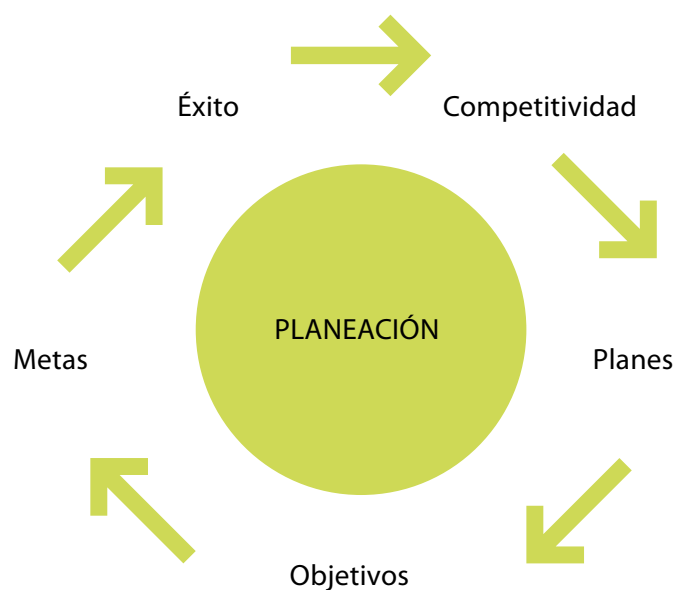 Éxito
Competitividad
PLANEACIÓN
Metas
Planes
Objetivos